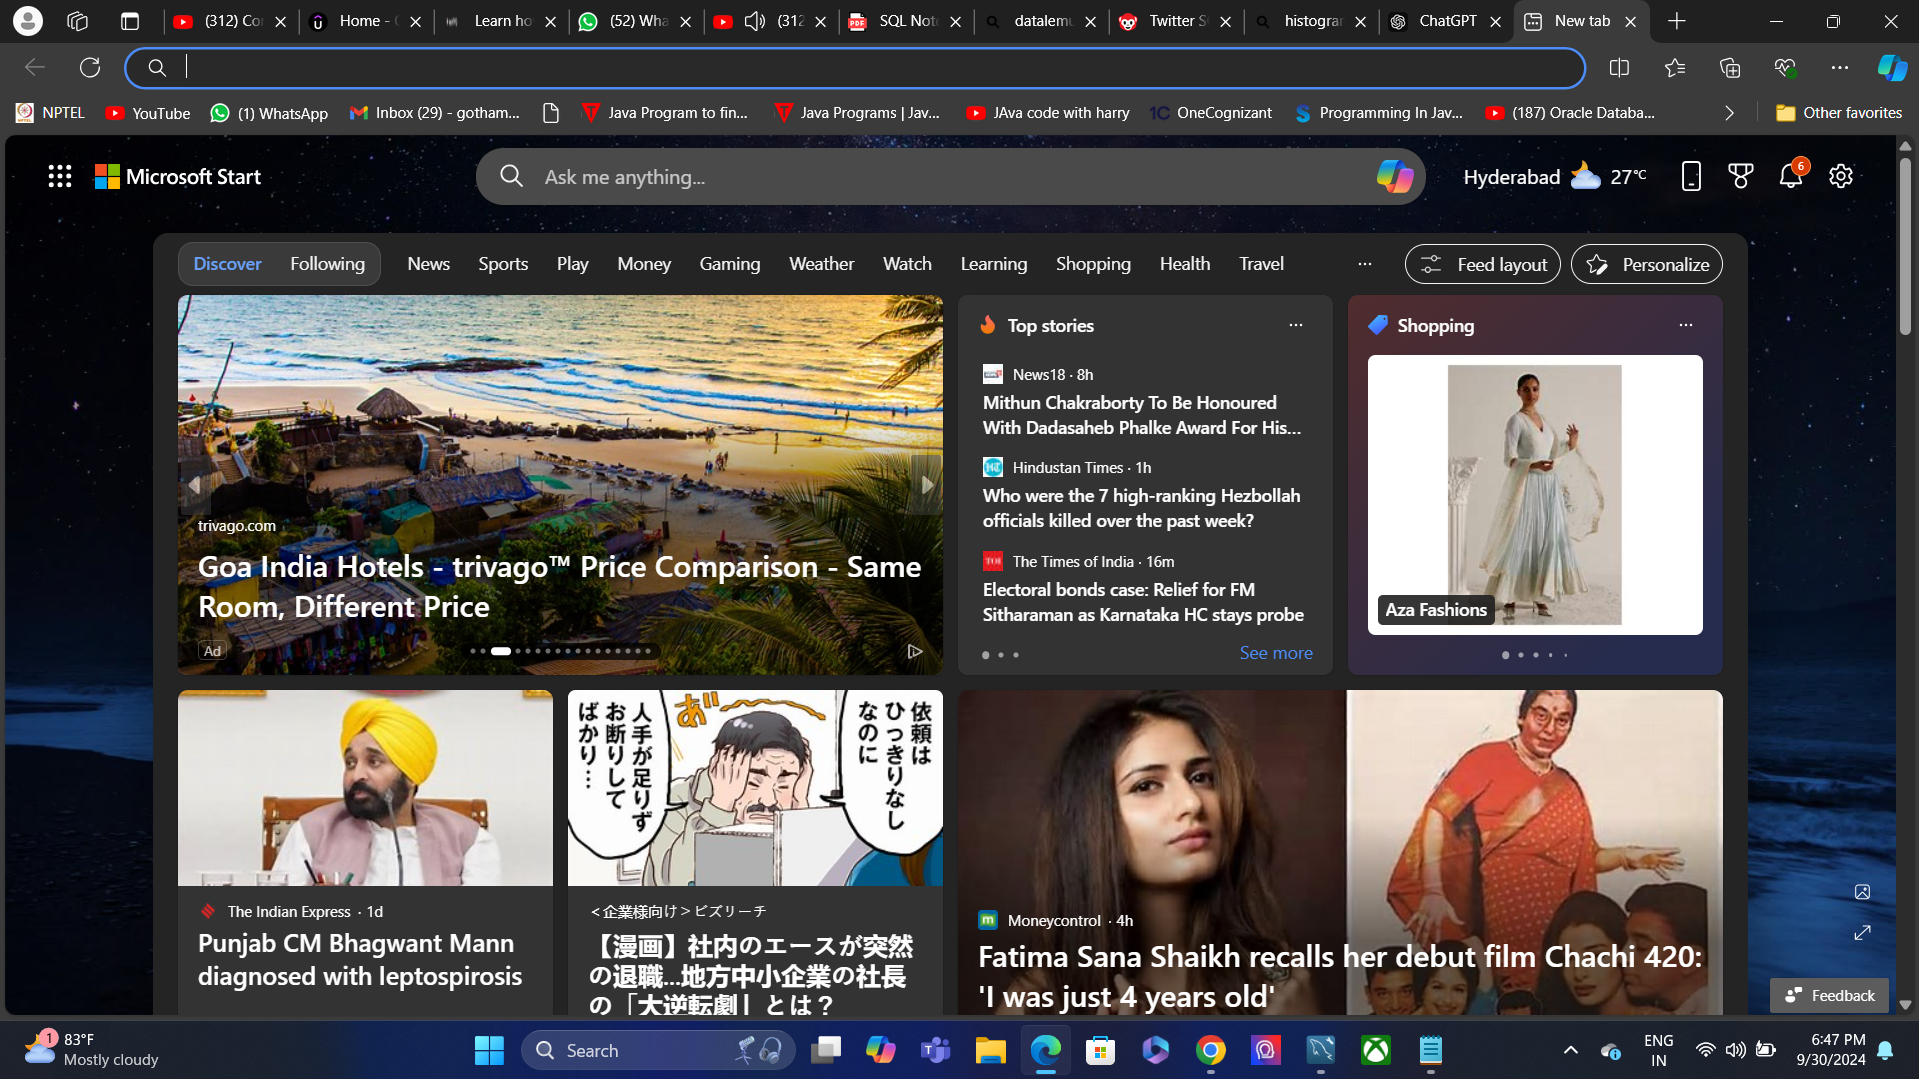 (312) Co
Home - 
Learn ho
(52) Wha
(312
SQL Not
datalemu
Twitter S
histogra
ChatGPT
New tab
NPTEL
YouTube
(1) WhatsApp
Inbox (29) - gotham...
Java Program to fin...
Java Programs | Jav...
JAva code with harry
OneCognizant
Programming In Jav...
(187) Oracle Databa...
Other favorites
Microsoft Start
Ask me anything...
Hyderabad
27°C
6
Discover
Following
News
Sports
Play
Money
Gaming
Weather
Watch
Learning
Shopping
Health
Travel
...
Feed layout
Personalize
trivago.com
Goa India Hotels - trivago™ Price Comparison - Same
Room, Different Price
Ad
Top stories
News18 · 8h
Mithun Chakraborty To Be Honoured
With Dadasaheb Phalke Award For His...
Hindustan Times · 1h
Who were the 7 high-ranking Hezbollah
officials killed over the past week?
The Times of India · 16m
Electoral bonds case: Relief for FM
Sitharaman as Karnataka HC stays probe
See more
Shopping
Aza Fashions
The Indian Express · 1d
Punjab CM Bhagwant Mann
diagnosed with leptospirosis
依頼は
ひっきりなし
なのに
あ゛
人手が足りず
お断りして
ばかり…
<企業様向け>ビズリーチ
【漫画】社内のエースが突然
の退職...地方中小企業の社長
の「大逆転劇」とは？
Moneycontrol · 4h
Fatima Sana Shaikh recalls her debut film Chachi 420:
'I was just 4 years old'
Feedback
1
83°F
Mostly cloudy
Search
ENG
IN
6:47 PM
9/30/2024